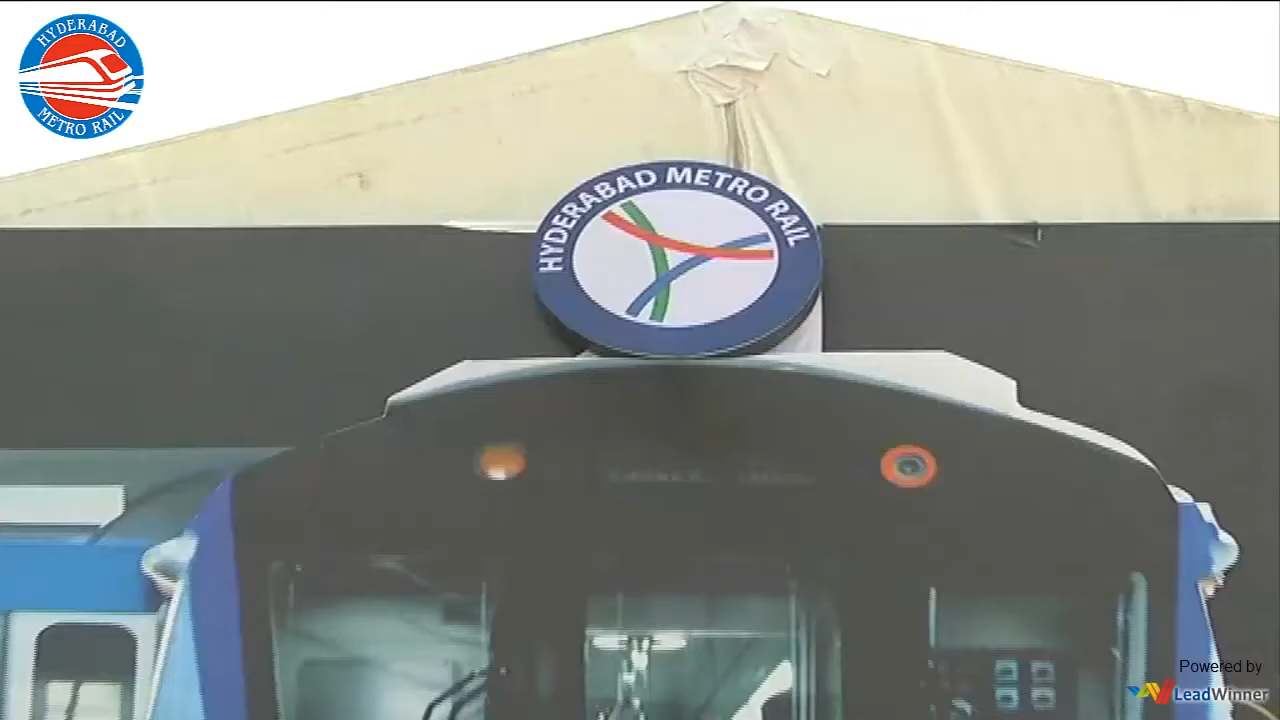 HYDERABAD
METRO RAIL
HYDERABAD METRO RAIL
Powered by
LeadWinner